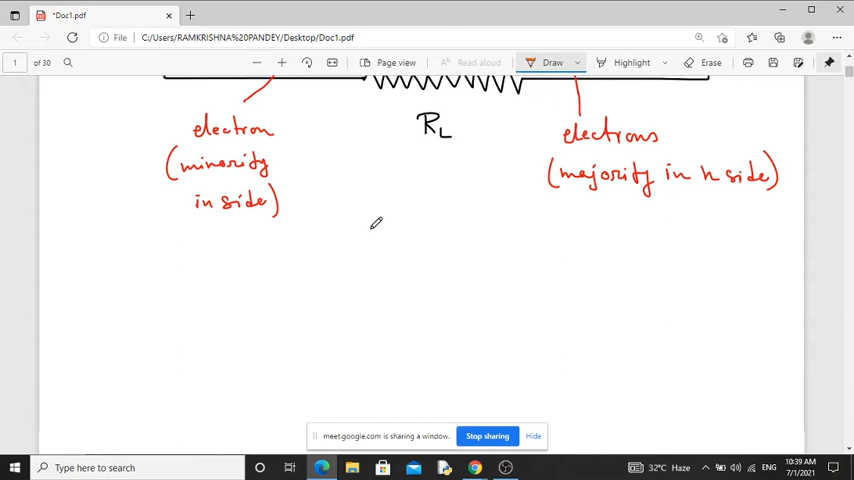 *Doc1.pdf
File
C:/Users/RAMKRISHNA%20PANDEY/Desktop/Doc1.pdf
1 of 30
Page view
Read aloud
Draw
Highlight
Erase
electron
(minority
in side)
RL
electrons
(majority in n side)
meet.google.com is sharing a window.
Stop sharing
Hide
Type here to search
32°C Haze
ENG
10:39 AM
7/1/2021